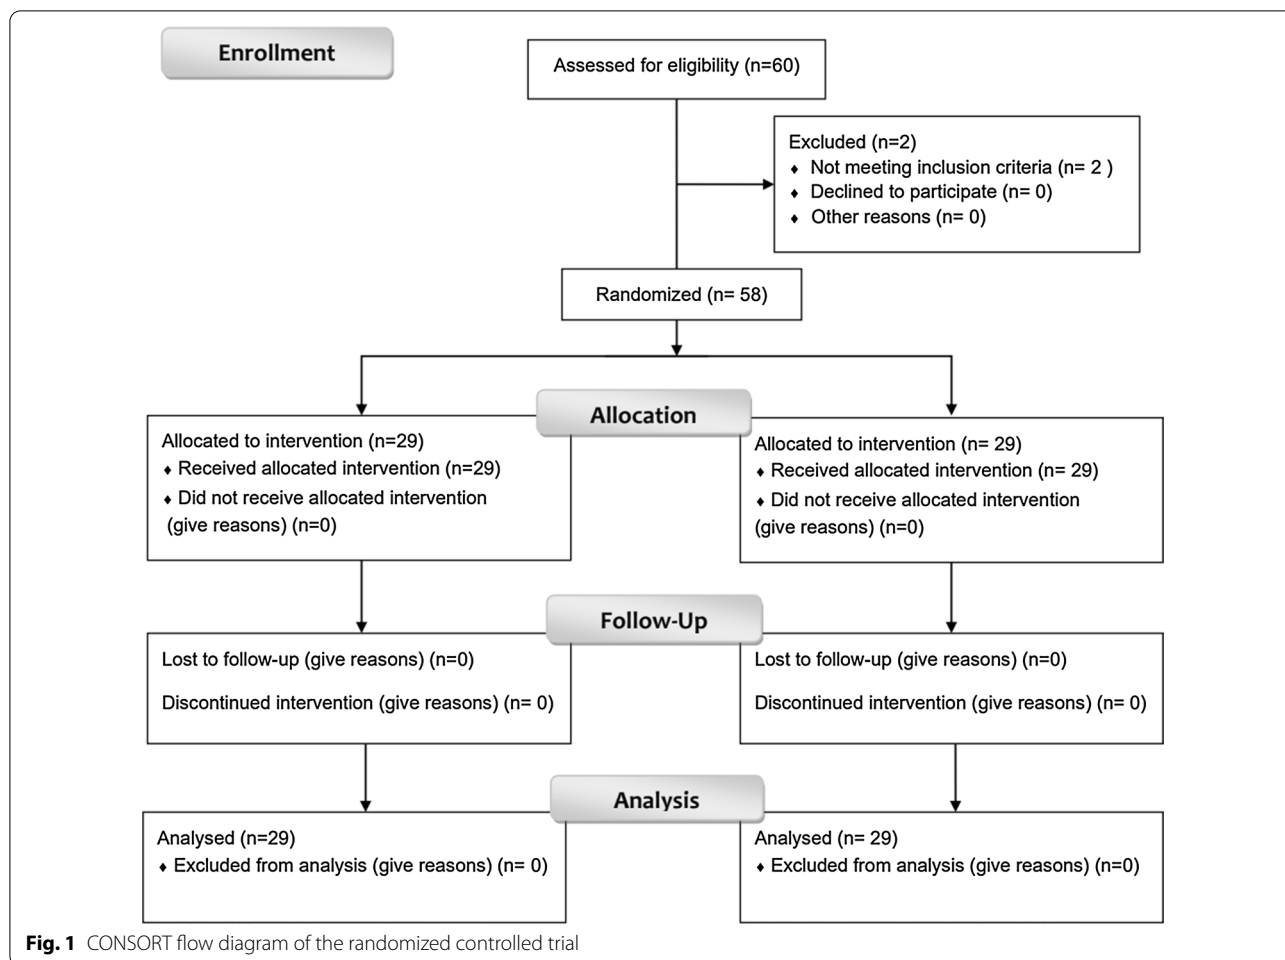 Enrollment
Assessed for eligibility (n=60)
Excluded (n=2)
♦ Not meeting inclusion criteria (n= 2 )
♦ Declined to participate (n= 0)
♦ Other reasons (n= 0)
Randomized (n= 58)
Allocation
Allocated to intervention (n=29)
♦ Received allocated intervention (n=29)
♦ Did not receive allocated intervention
(give reasons) (n=0)
Allocated to intervention (n= 29)
♦ Received allocated intervention (n= 29)
♦ Did not receive allocated intervention
(give reasons) (n=0)
Follow-Up
Lost to follow-up (give reasons) (n=0)
Discontinued intervention (give reasons) (n= 0)
Lost to follow-up (give reasons) (n=0)
Discontinued intervention (give reasons) (n= 0)
Analysis
Analysed (n=29)
♦ Excluded from analysis (give reasons) (n= 0)
Analysed (n= 29)
♦ Excluded from analysis (give reasons) (n=0)
Fig. 1 CONSORT flow diagram of the randomized controlled trial